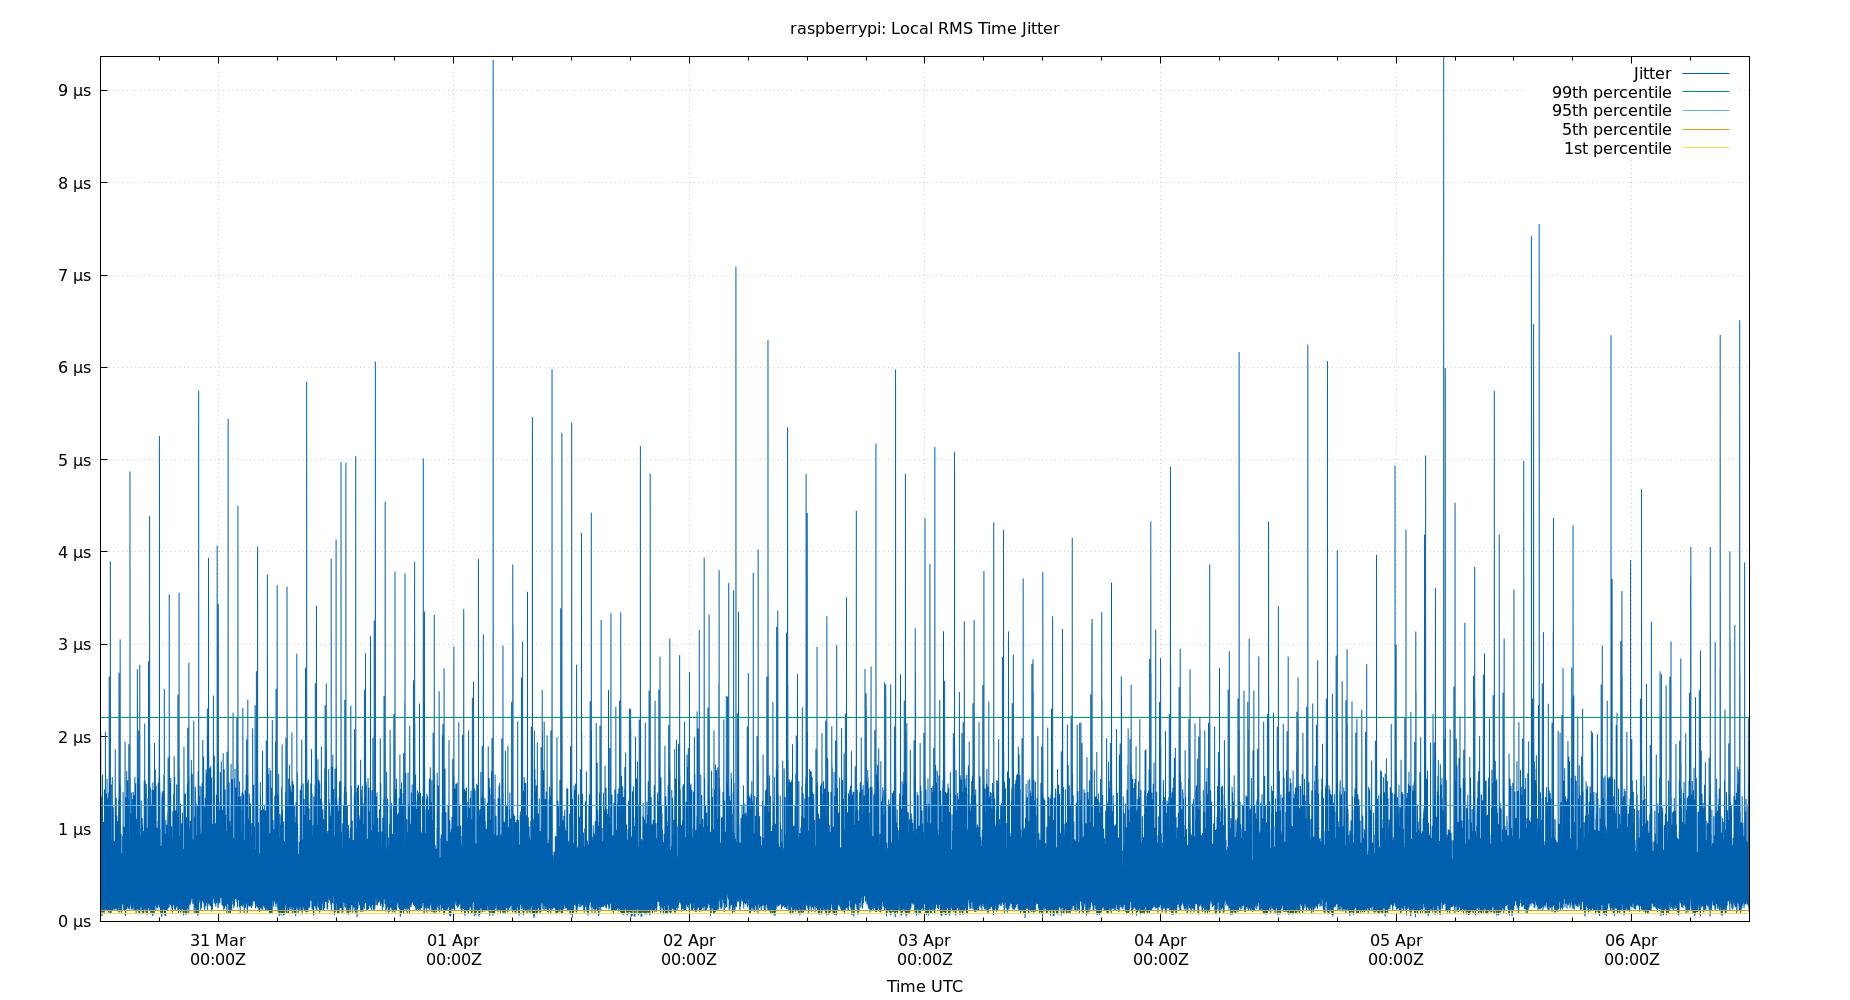 raspberrypi: Local RMS Time Jitter
Jitter
99th percentile
95th percentile
5th percentile
1st percentile
9 μs
8 μs
7 μs
6 μs
5 μs
4 μs
3 μs
2 μs
1 μs
0 μs
31 Mar 01 Apr 02 Apr 03 Apr 04 Apr 05 Apr 06 Apr
00:00Z 00:00Z 00:00Z 00:00Z 00:00Z 00:00Z 00:00Z
Time UTC